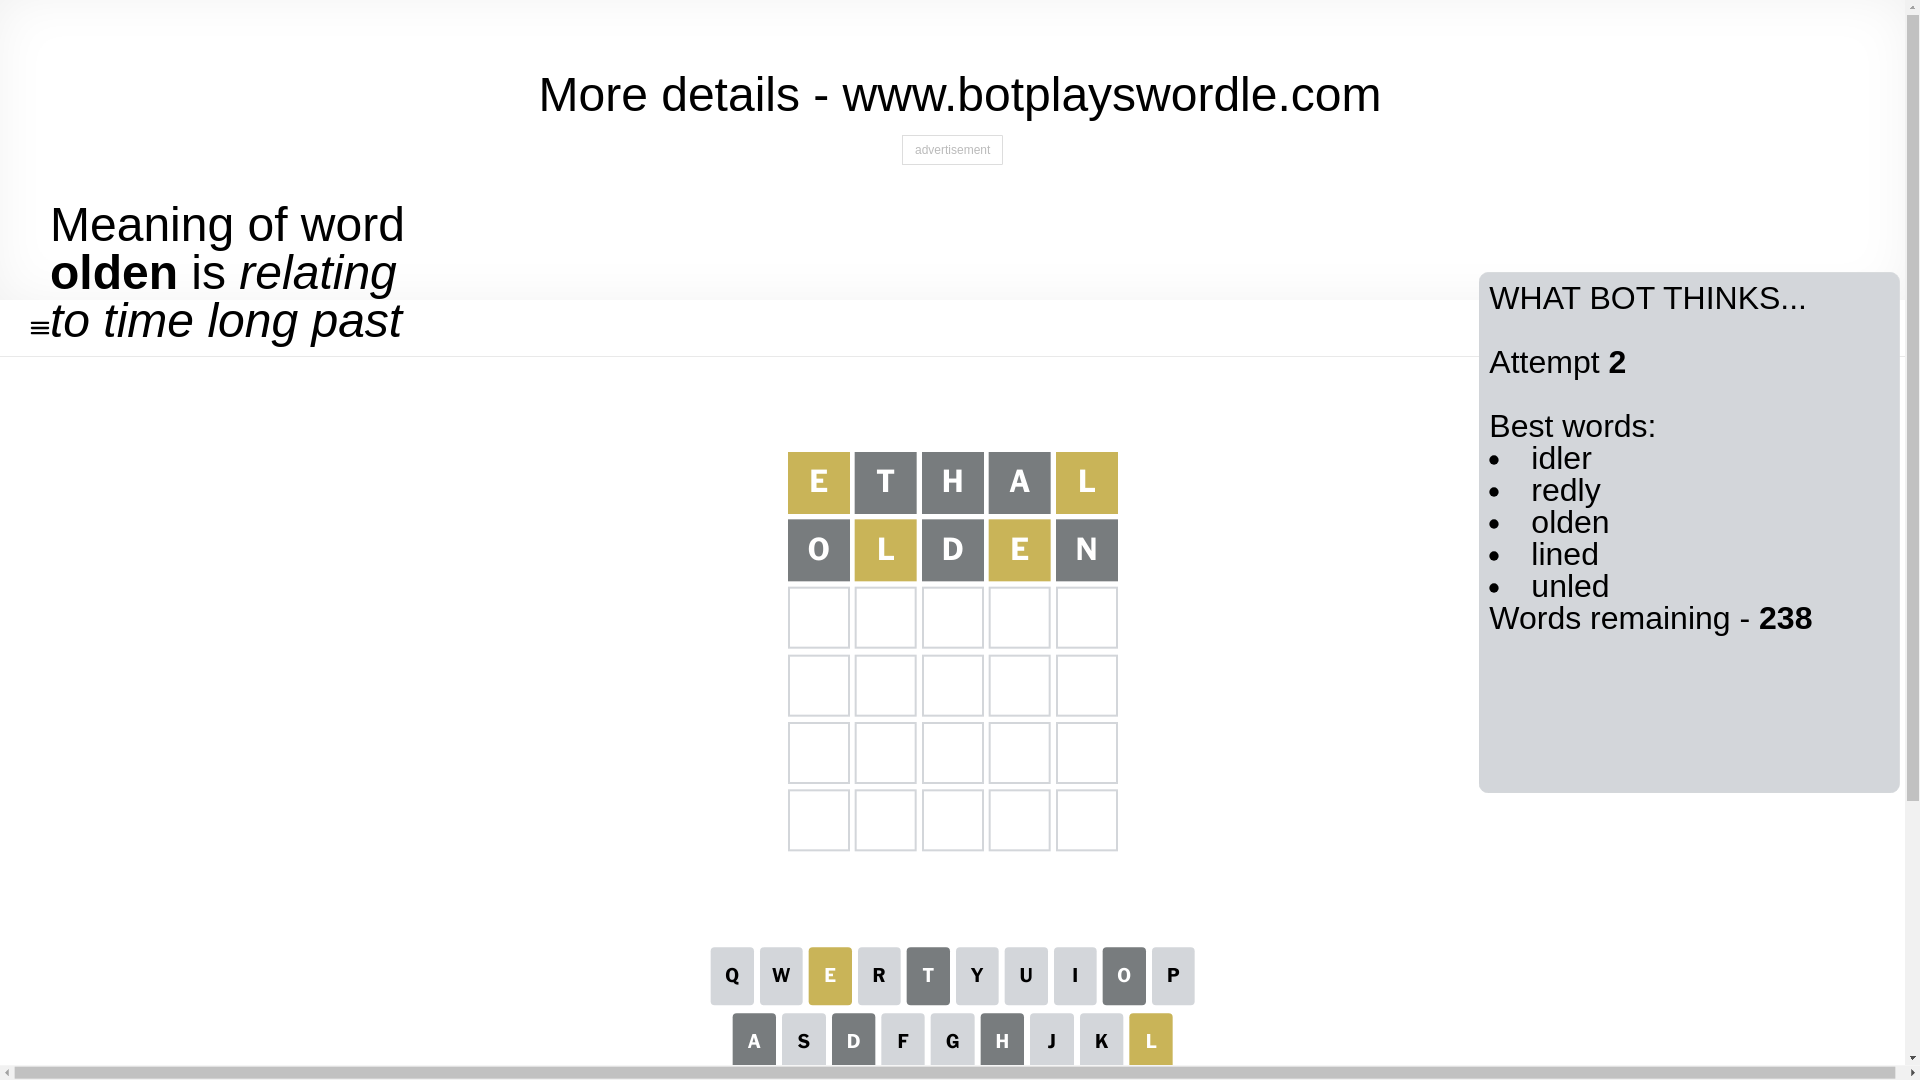 More details - www.botplayswordle.com
advertisement
Meaning of word
olden is relating
to time long past
WHAT BOT THINKS...
Attempt 2
Best words:
• idler
• redly
• olden
• lined
• unled
Words remaining - 238
E T H A L
O L D E N
Q W E R T Y U I O P
A S D F G H J K L